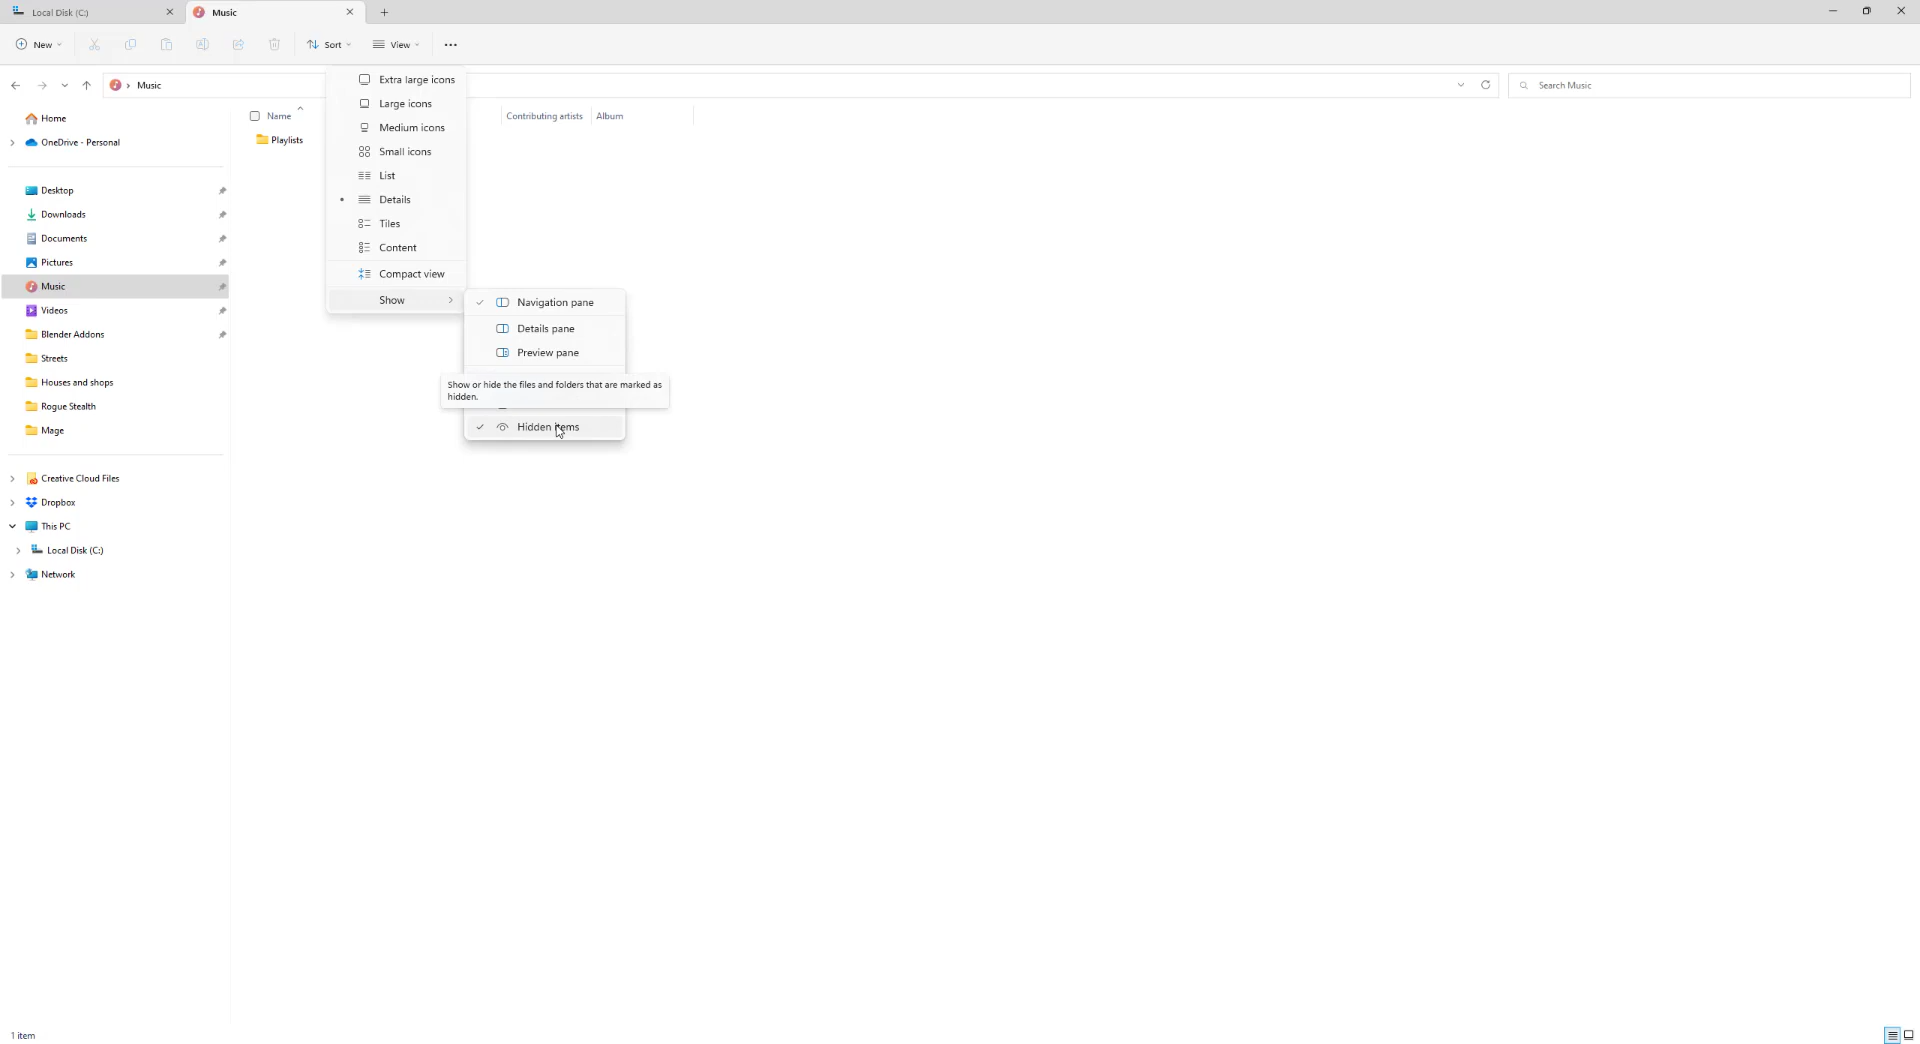 Local Disk (C:)
Music
New
Sort
View
Music
Search Music
Home
OneDrive - Personal
Desktop
Downloads
Documents
Pictures
Music
Videos
Blender Addons
Streets
Houses and shops
Rogue Stealth
Mage
Creative Cloud Files
Dropbox
This PC
Local Disk (C:)
Network
Name
Contributing artists
Album
Playlists
Extra large icons
Large icons
Medium icons
Small icons
List
Details
Tiles
Content
Compact view
Show
Navigation pane
Details pane
Preview pane
Show or hide the files and folders that are marked as
hidden.
Hidden items
1 item